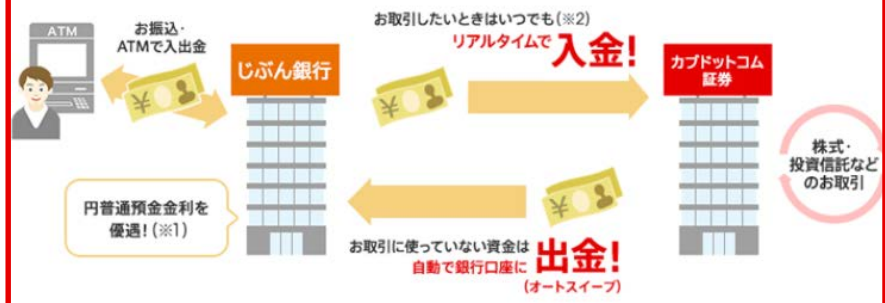 ATM
お振込・
ATMで入出金
じぶん銀行
お取引したいときはいつでも(※2)
リアルタイムで 入金!
カブドットコム
証券
株式・
投資信託など
のお取引
円普通預金金利を
優遇!(※1)
お取引に使っていない資金は
自動で銀行口座に 出金!
(オートスイープ)
¥
¥
¥